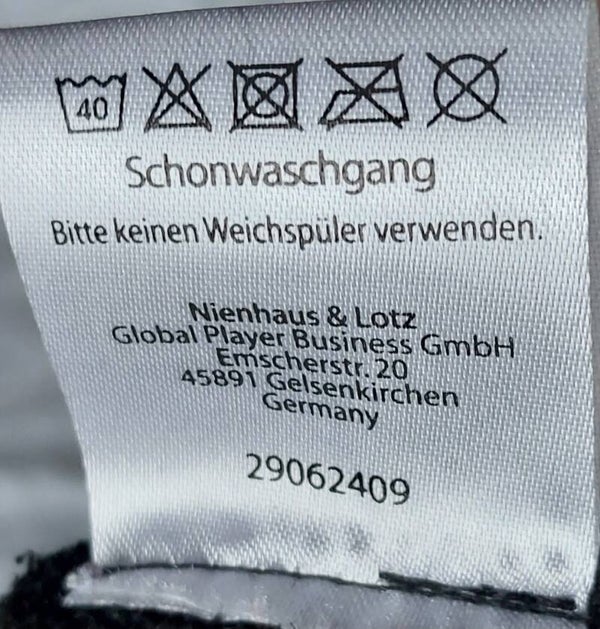 40
Schonwaschgang
Bitte keinen Weichspüler verwenden.
Nienhaus & Lotz
Global Player Business GmbH
Emscherstr. 20
45891 Gelsenkirchen
Germany
29062409